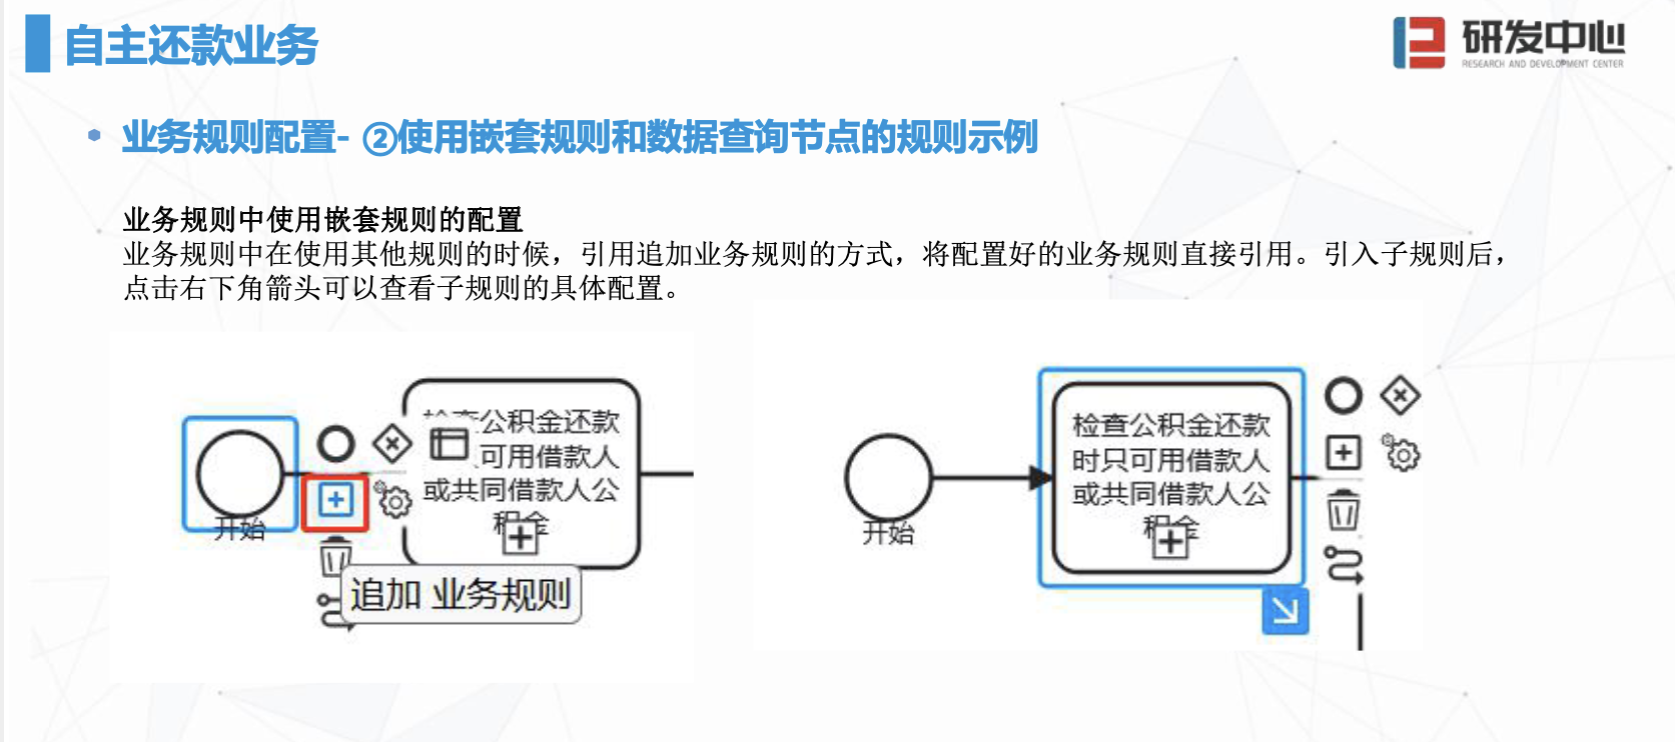 自主还款业务
研发中心
RESEARCH AND DEVELOPMENT CENTER
业务规则配置- ②使用嵌套规则和数据查询节点的规则示例
业务规则中使用嵌套规则的配置
业务规则中在使用其他规则的时候，引用追加业务规则的方式，将配置好的业务规则直接引用。引入子规则后，
点击右下角箭头可以查看子规则的具体配置。
公积金还款
可用借款人
或共同借款人公
积金
开始
追加 业务规则
检查公积金还款
时只可用借款人
或共同借款人公
积金
开始